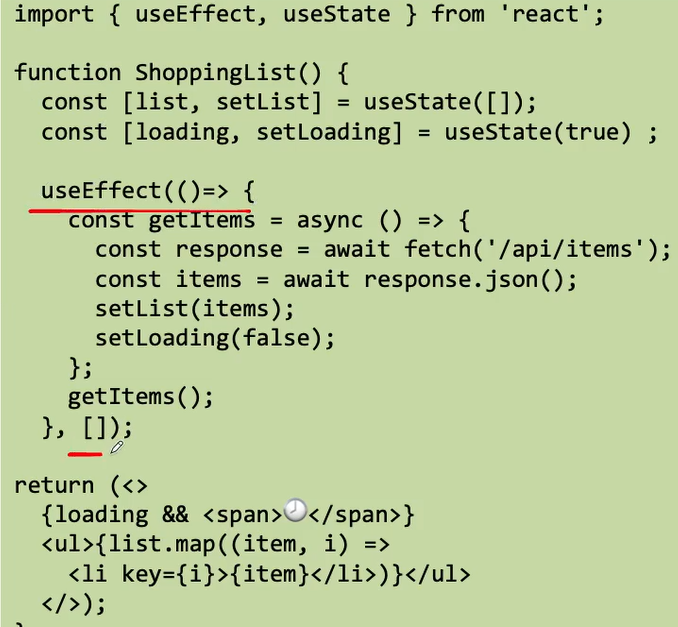 import { useEffect, useState } from 'react';
function ShoppingList() {
const [list, setList] = useState([]);
const [loading, setLoading] = useState(true) ;
useEffect(()=> {
const getItems = async () => {
const response = await fetch('/api/items');
const items = await response.json();
setList(items);
setLoading(false);
};
getItems();
}, []);
return (<>
{loading && <span>🕗</span>}
<ul>{list.map((item, i) =>
<li key={i}>{item}</li>)}</ul>
</>);
}